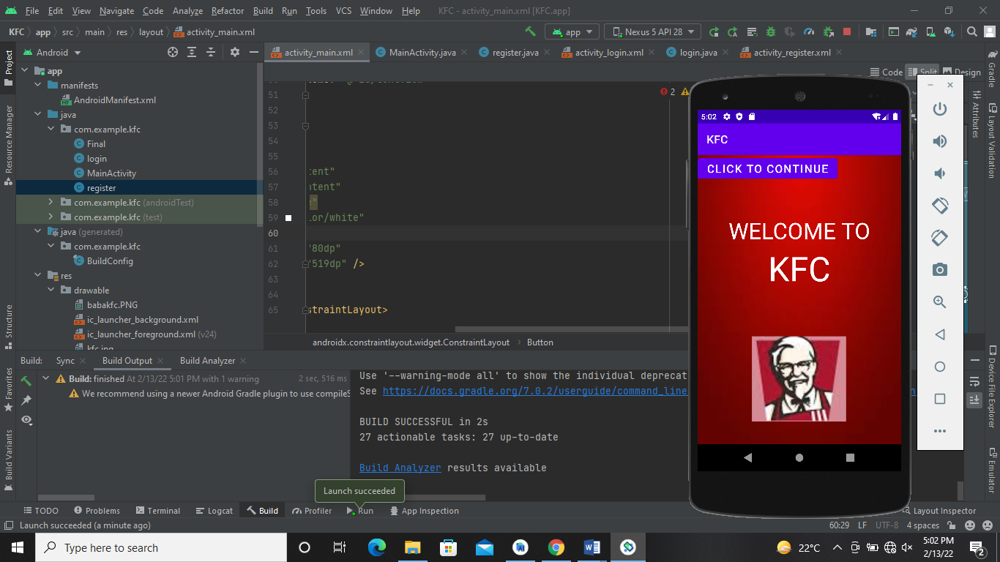 File Edit View Navigate Code Analyze Refactor Build Run Tools VCS Window Help KFC - activity_main.xml [KFC.app]
KFC app src main res layout activity_main.xml
app Nexus 5 API 28
Project
Android
activity_main.xml MainActivity.java register.java activity_login.xml login.java activity_register.xml
Code Split Design
app
manifests
AndroidManifest.xml
java
com.example.kfc
Final
login
MainActivity
register
com.example.kfc (androidTest)
com.example.kfc (test)
java (generated)
com.example.kfc
BuildConfig
res
drawable
babakfc.PNG
ic_launcher_background.xml
ic_launcher_foreground.xml (v24)
Resource Manager
Structure
Favorites
Build Variants
51
52
53
54
55
56 tent"
57 ntent"
58 "
59 lor/white"
60
61 "80dp"
62 "519dp" />
63
64
65 straintLayout>
2
androidx.constraintlayout.widget.ConstraintLayout Button
5:02
KFC
CLICK TO CONTINUE
WELCOME TO
KFC
Gradle
Attributes
Layout Validation
Device File Explorer
Emulator
Build: Sync Build Output Build Analyzer
Build: finished At 2/13/22 5:01 PM with 1 warning 2 sec, 516 ms
We recommend using a newer Android Gradle plugin to use compileS
Use '--warning-mode all' to show the individual deprecat
See https://docs.gradle.org/7.0.2/userguide/command_line
BUILD SUCCESSFUL in 2s
27 actionable tasks: 27 up-to-date
Build Analyzer results available
Launch succeeded
TODO Problems Terminal Logcat Build Profiler Run App Inspection Layout Inspector
Launch succeeded (a minute ago) 60:29 LF UTF-8 4 spaces
Type here to search
22°C
5:02 PM
2/13/22
2